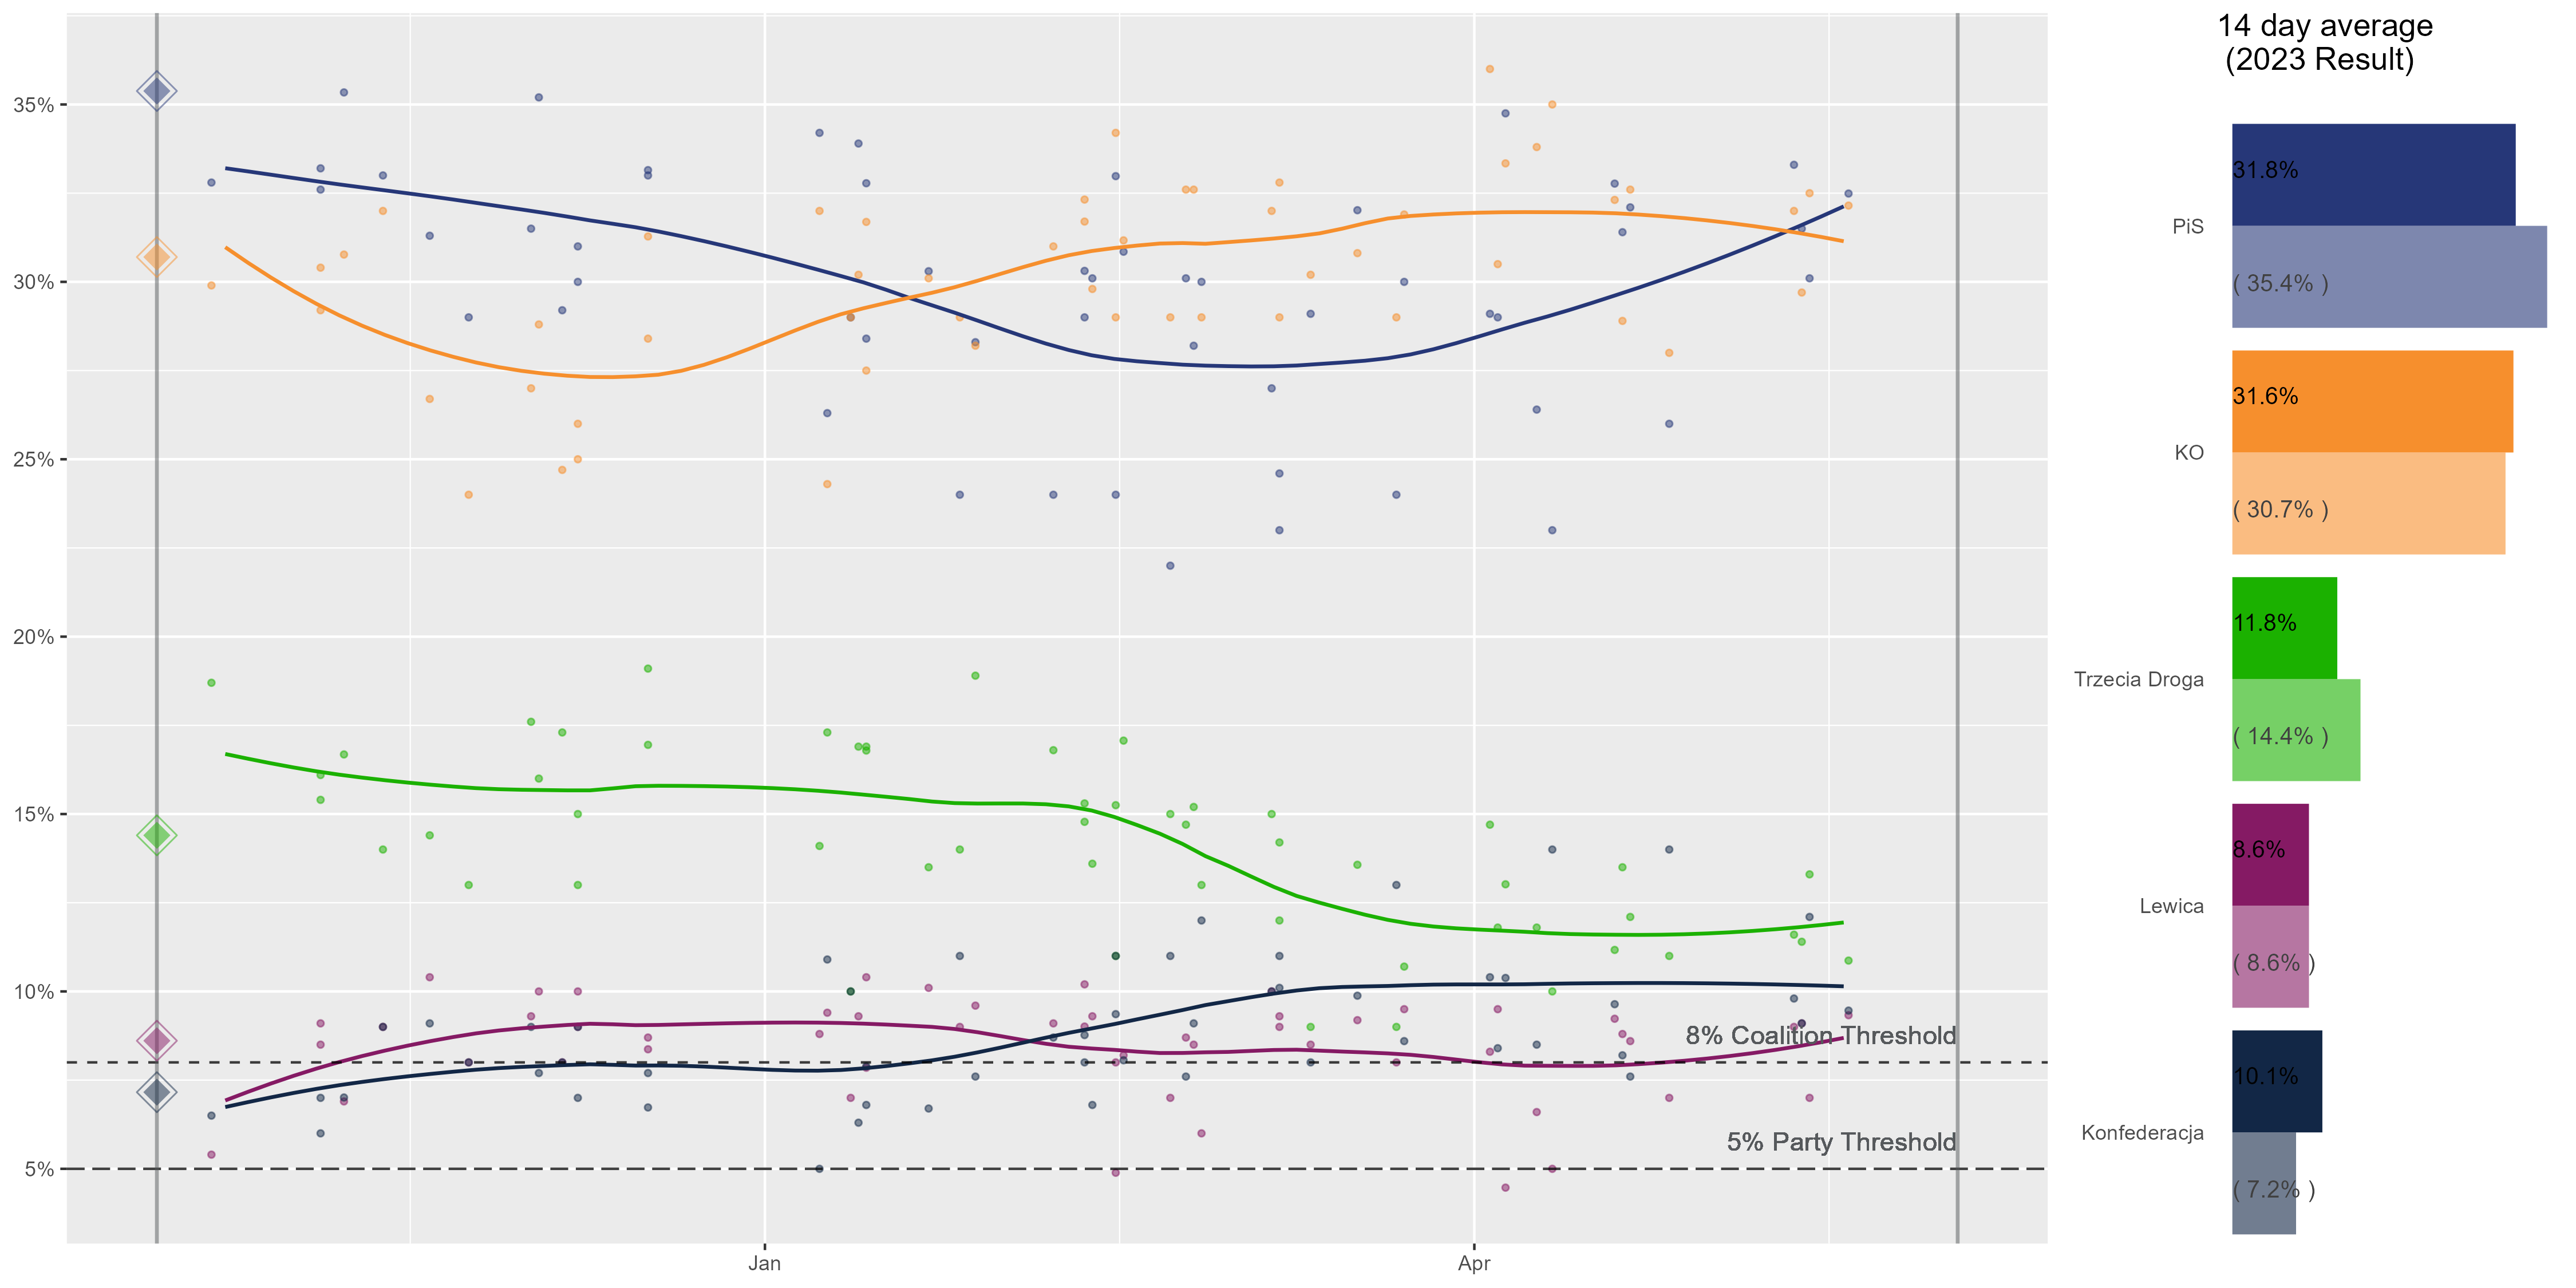 14 day average
(2023 Result)
35%
30%
25%
20%
15%
10%
5%
8% Coalition Threshold
5% Party Threshold
Jan
Apr
PiS
31.8%
( 35.4% )
KO
31.6%
( 30.7% )
Trzecia Droga
11.8%
( 14.4% )
Lewica
8.6%
( 8.6% )
Konfederacja
10.1%
( 7.2% )